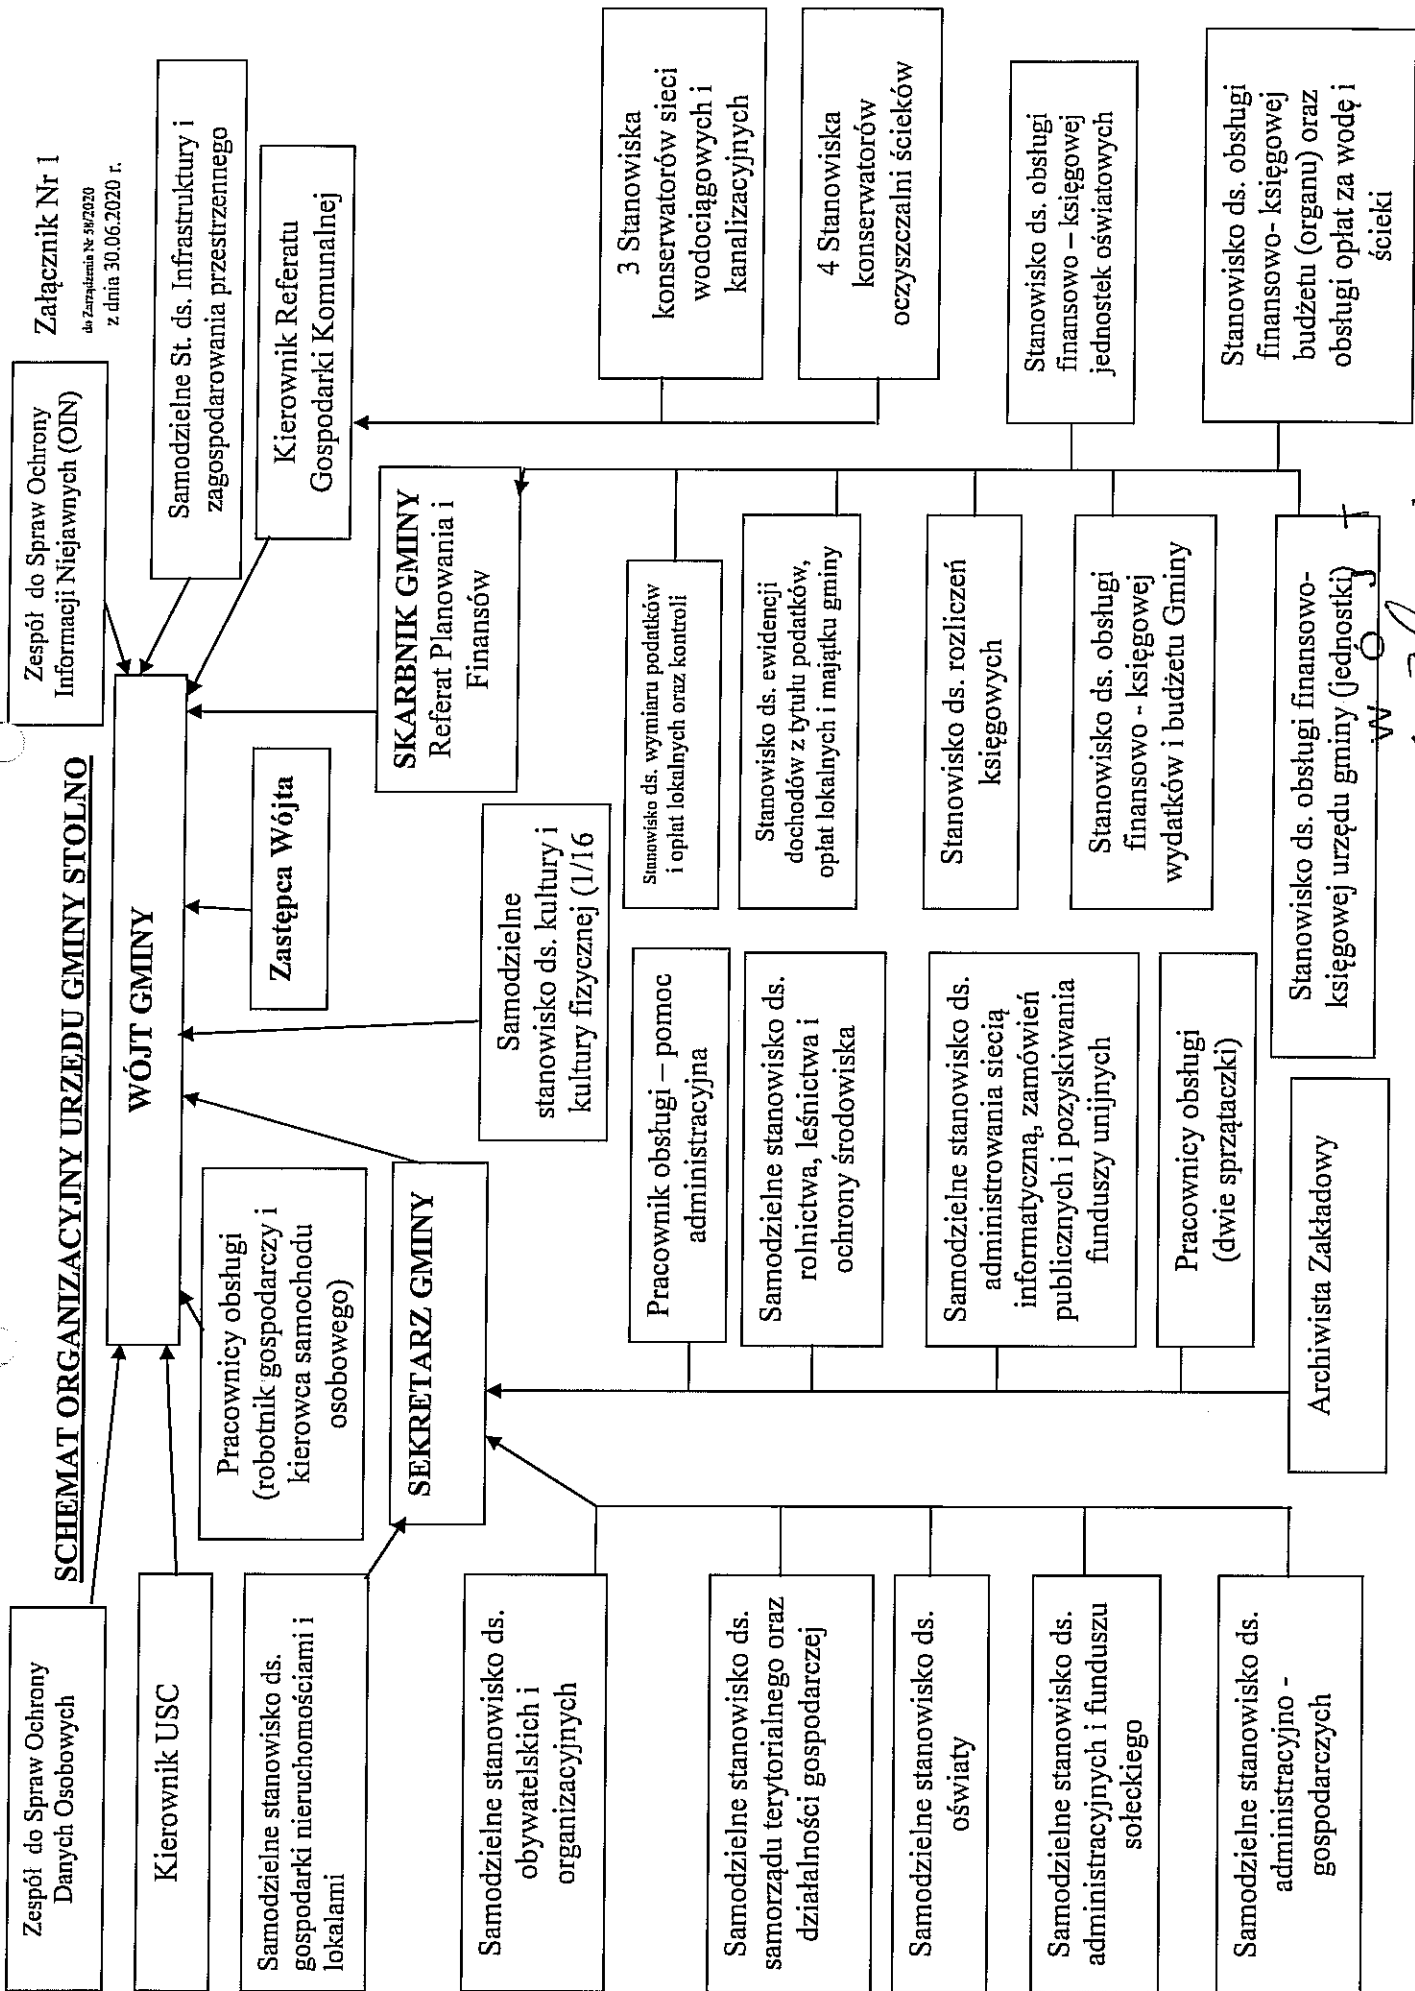 Załącznik Nr 1
do Zarządzenia Nr 58/2020
z dnia 30.06.2020 r.
SCHEMAT ORGANIZACYJNY URZĘDU GMINY STOLNO
Zespół do Spraw Ochrony
Danych Osobowych
Zespół do Spraw Ochrony
Informacji Niejawnych (OIN)
WÓJT GMINY
Kierownik USC
Samodzielne St. ds. Infrastruktury i
zagospodarowania przestrzennego
Pracownicy obsługi
(robotnik gospodarczy i
kierowca samochodu
osobowego)
Zastępca Wójta
Kierownik Referatu
Gospodarki Komunalnej
Samodzielne stanowisko ds.
gospodarki nieruchomościami i
lokalami
SEKRETARZ GMINY
Samodzielne
stanowisko ds. kultury i
kultury fizycznej (1/16
SKARBNIK GMINY
Referat Planowania i
Finansów
Samodzielne stanowisko ds.
obywatelskich i
organizacyjnych
Samodzielne stanowisko ds.
samorządu terytorialnego oraz
działalności gospodarczej
Samodzielne stanowisko ds.
oświaty
Samodzielne stanowisko ds.
administracyjnych i funduszu
sołeckiego
Samodzielne stanowisko ds.
administracyjno -
gospodarczych
Pracownik obsługi – pomoc
administracyjna
Samodzielne stanowisko ds.
rolnictwa, leśnictwa i
ochrony środowiska
Samodzielne stanowisko ds.
administrowania siecią
informatyczną, zamówień
publicznych i pozyskiwania
funduszy unijnych
Pracownicy obsługi
(dwie sprzątaczki)
Archiwista Zakładowy
Stanowisko ds. wymiaru podatków
i opłat lokalnych oraz kontroli
Stanowisko ds. ewidencji
dochodów z tytułu podatków,
opłat lokalnych i majątku gminy
Stanowisko ds. rozliczeń
księgowych
Stanowisko ds. obsługi
finansowo - księgowej
wydatków i budżetu Gminy
Stanowisko ds. obsługi finansowo-
księgowej urzędu gminy (jednostki)
3 Stanowiska
konserwatorów sieci
wodociągowych i
kanalizacyjnych
4 Stanowiska
konserwatorów
oczyszczalni ścieków
Stanowisko ds. obsługi
finansowo – księgowej
jednostek oświatowych
Stanowisko ds. obsługi
finansowo- księgowej
budżetu (organu) oraz
obsługi opłat za wodę i
ścieki
W Ó J T